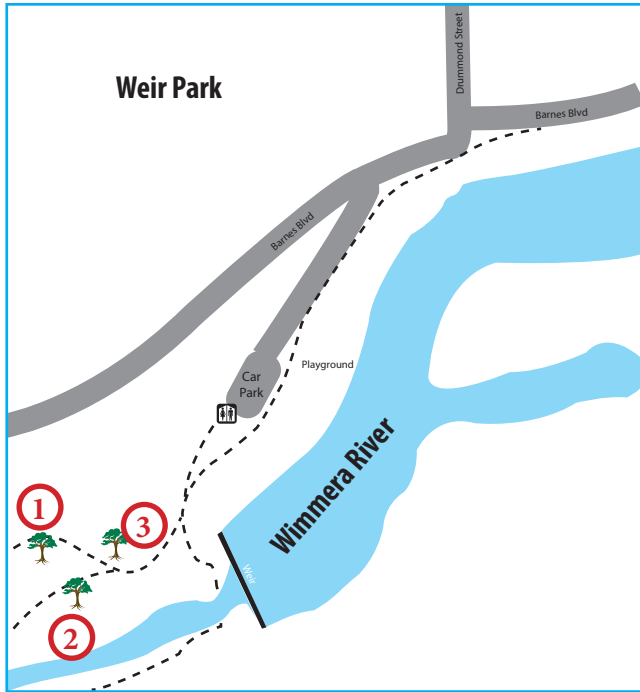 Weir Park
Drummond Street
Barnes Blvd
Barnes Blvd
Playground
Car
Park
Wimmera River
Weir
1
3
2